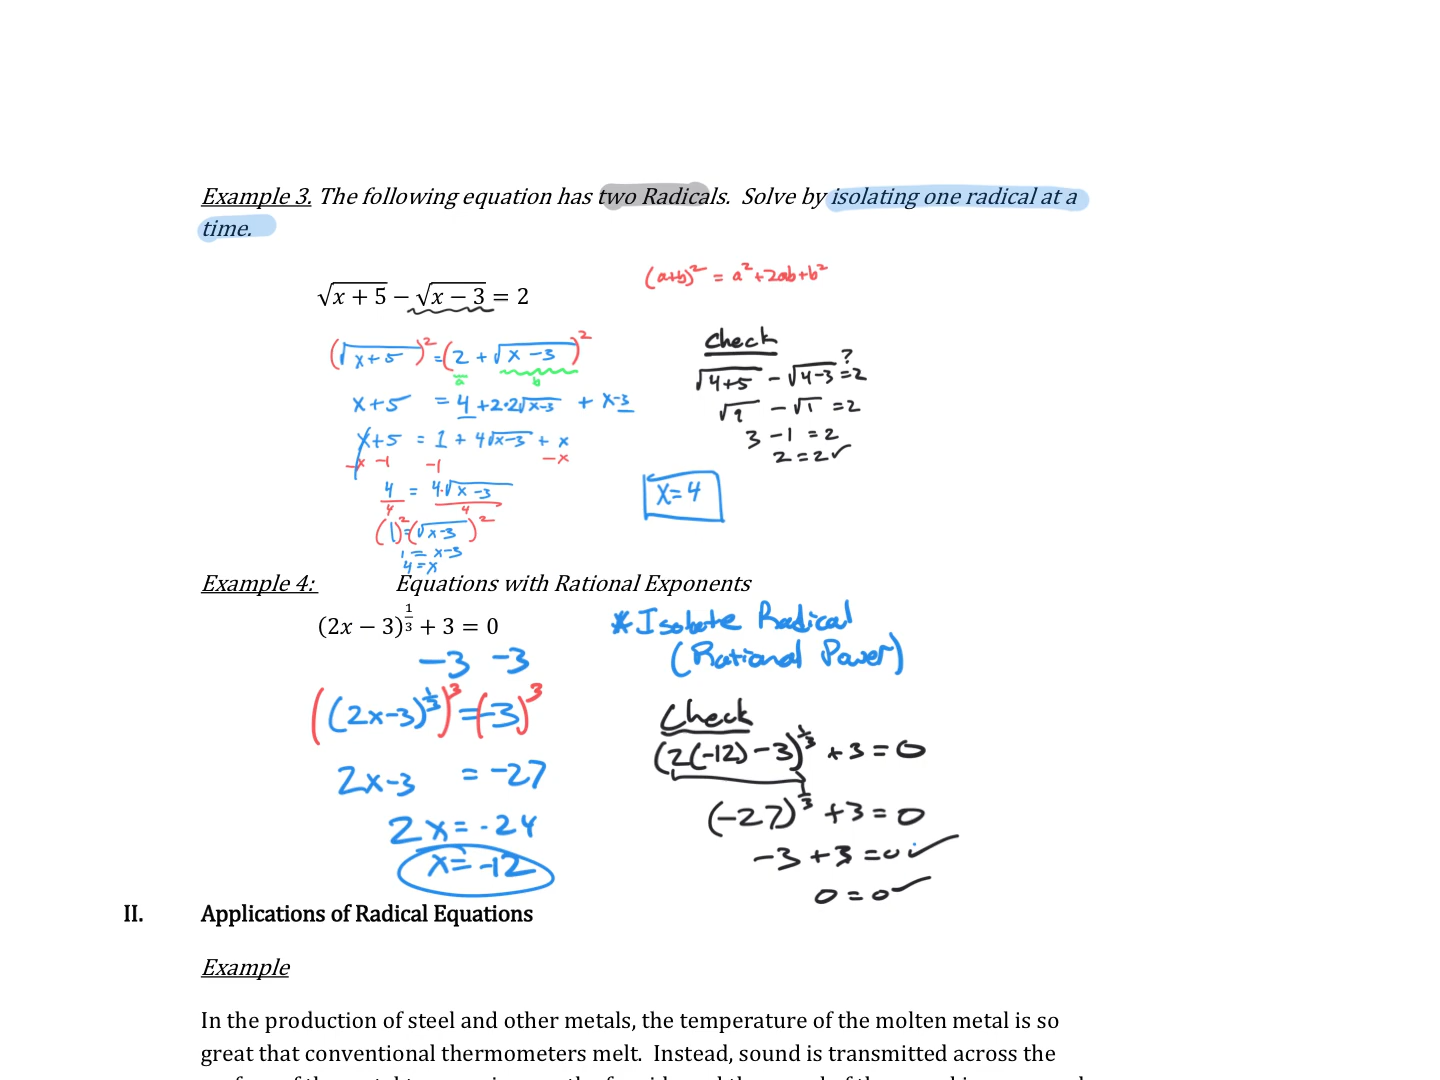 Example 3. The following equation has two Radicals. Solve by isolating one radical at a
time.
(a+b)² = a²+2ab+b²
√x + 5 − √x − 3 = 2
(√x+5)² = (2 + √x-3)²
a b
x+5 = 4 +2·2√x-3 + x-3
x+5 = 1 + 4√x-3 + x
-x -1 -1 -x
4 = 4·√x-3
4 4
(1)² = (√x-3)²
1 = x-3
4 = x
Check
√4+5 - √4-3 ?= 2
√9 - √1 = 2
3 - 1 = 2
2 = 2 ✓
x = 4
Example 4: Equations with Rational Exponents
(2x − 3)^1/3 + 3 = 0
-3 -3
((2x-3)^1/3)³ = (-3)³
2x-3 = -27
2x = -24
x = -12
*Isolate Radical
(Rational Power)
Check
(2(-12)-3)^1/3 + 3 = 0
(-27)^1/3 + 3 = 0
-3 + 3 = 0 ✓
0 = 0 ✓
II. Applications of Radical Equations
Example
In the production of steel and other metals, the temperature of the molten metal is so
great that conventional thermometers melt. Instead, sound is transmitted across the